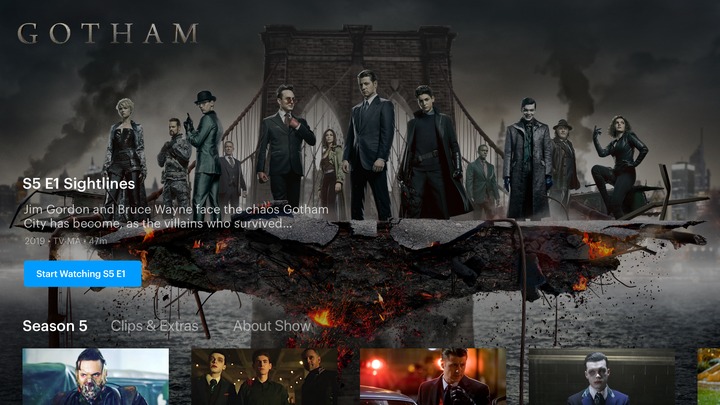 GOTHAM
S5 E1 Sightlines
Jim Gordon and Bruce Wayne face the chaos Gotham
City has become, as the villains who survived...
2019 • TV MA • 47m
Start Watching S5 E1
Season 5 Clips & Extras About Show